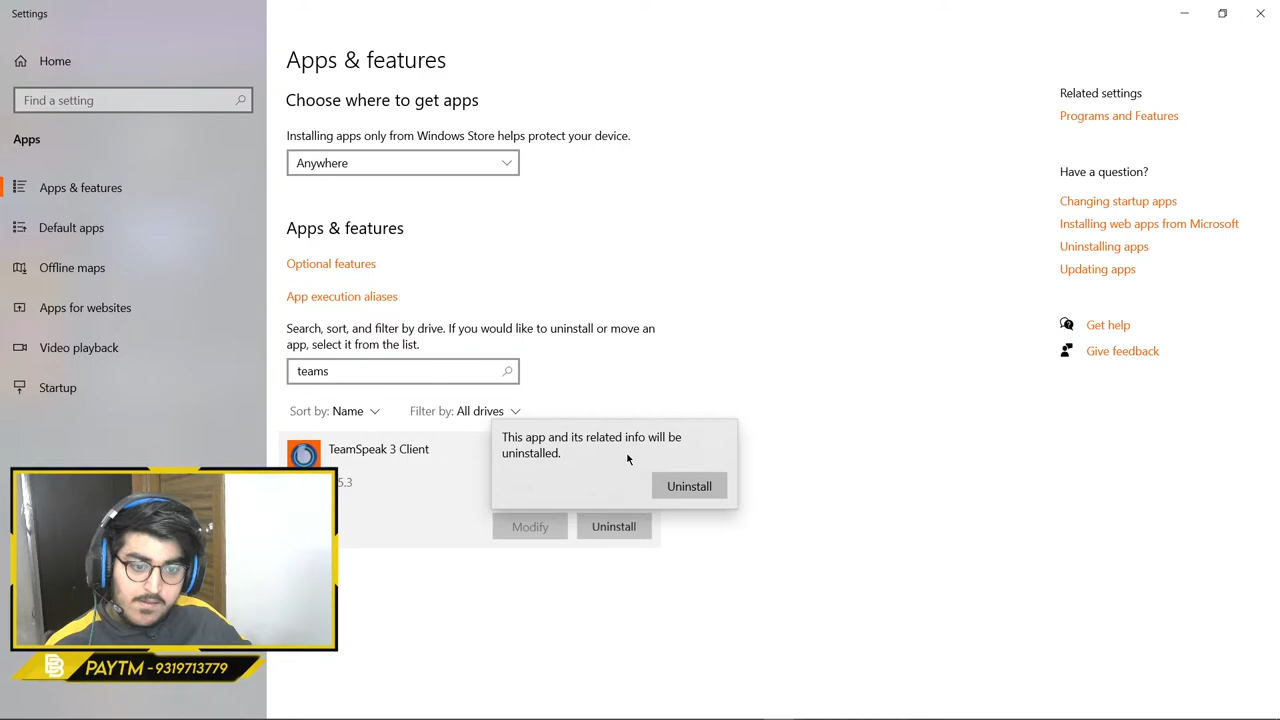 Settings
Home
Find a setting
Apps
Apps & features
Default apps
Offline maps
Apps for websites
Video playback
Startup
Apps & features
Choose where to get apps
Installing apps only from Windows Store helps protect your device.
Anywhere
Apps & features
Optional features
App execution aliases
Search, sort, and filter by drive. If you would like to uninstall or move an
app, select it from the list.
teams
Sort by: Name
Filter by: All drives
TeamSpeak 3 Client
5.3
This app and its related info will be
uninstalled.
Uninstall
Modify
Uninstall
Related settings
Programs and Features
Have a question?
Changing startup apps
Installing web apps from Microsoft
Uninstalling apps
Updating apps
Get help
Give feedback
PAYTM - 9319713779